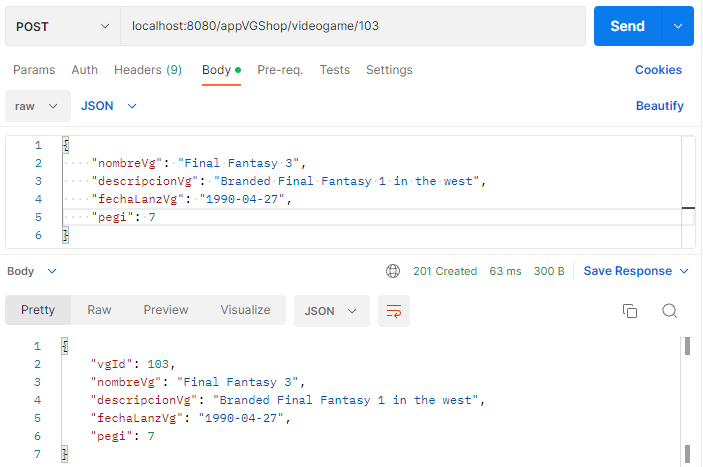 POST localhost:8080/appVGShop/videogame/103 Send
Params Auth Headers (9) Body Pre-req. Tests Settings Cookies
raw JSON Beautify
1 {
2 "nombreVg": "Final Fantasy 3",
3 "descripcionVg": "Branded Final Fantasy 1 in the west",
4 "fechaLanzVg": "1990-04-27",
5 "pegi": 7
6 }
Body 201 Created 63 ms 300 B Save Response
Pretty Raw Preview Visualize JSON
1 {
2 "vgId": 103,
3 "nombreVg": "Final Fantasy 3",
4 "descripcionVg": "Branded Final Fantasy 1 in the west",
5 "fechaLanzVg": "1990-04-27",
6 "pegi": 7
7 }